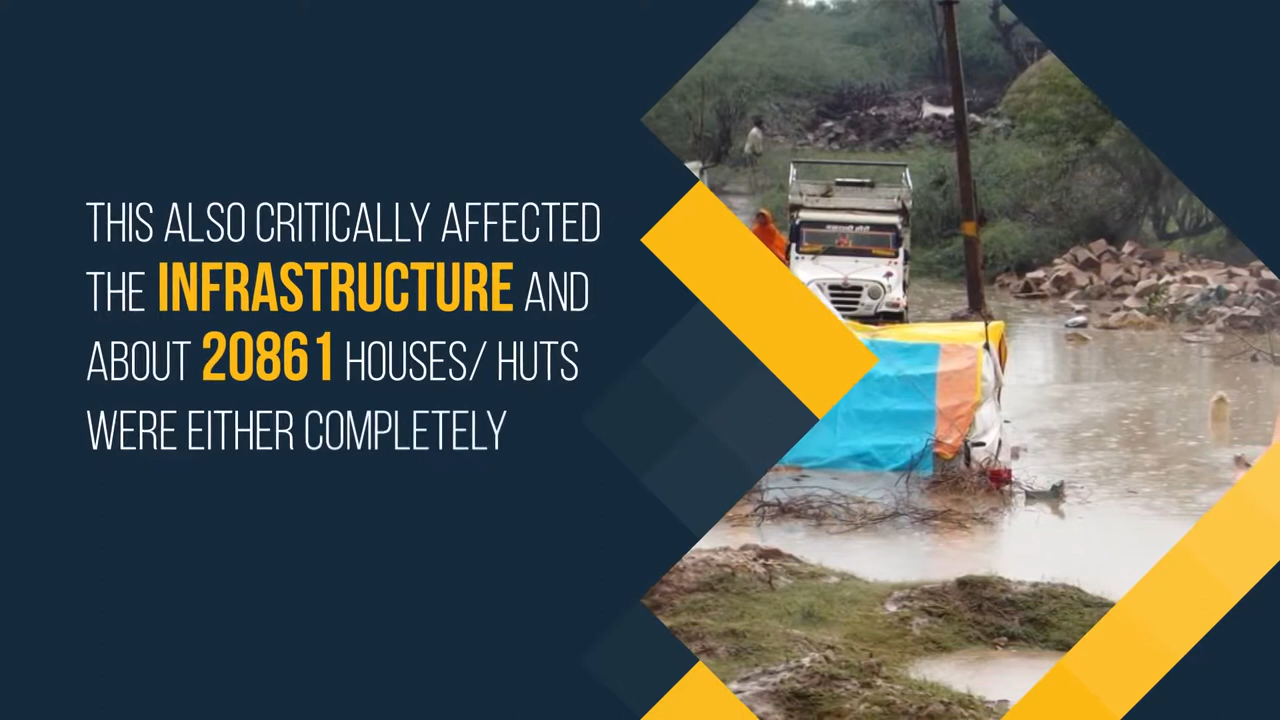 THIS ALSO CRITICALLY AFFECTED
THE INFRASTRUCTURE AND
ABOUT 20861 HOUSES/ HUTS
WERE EITHER COMPLETELY